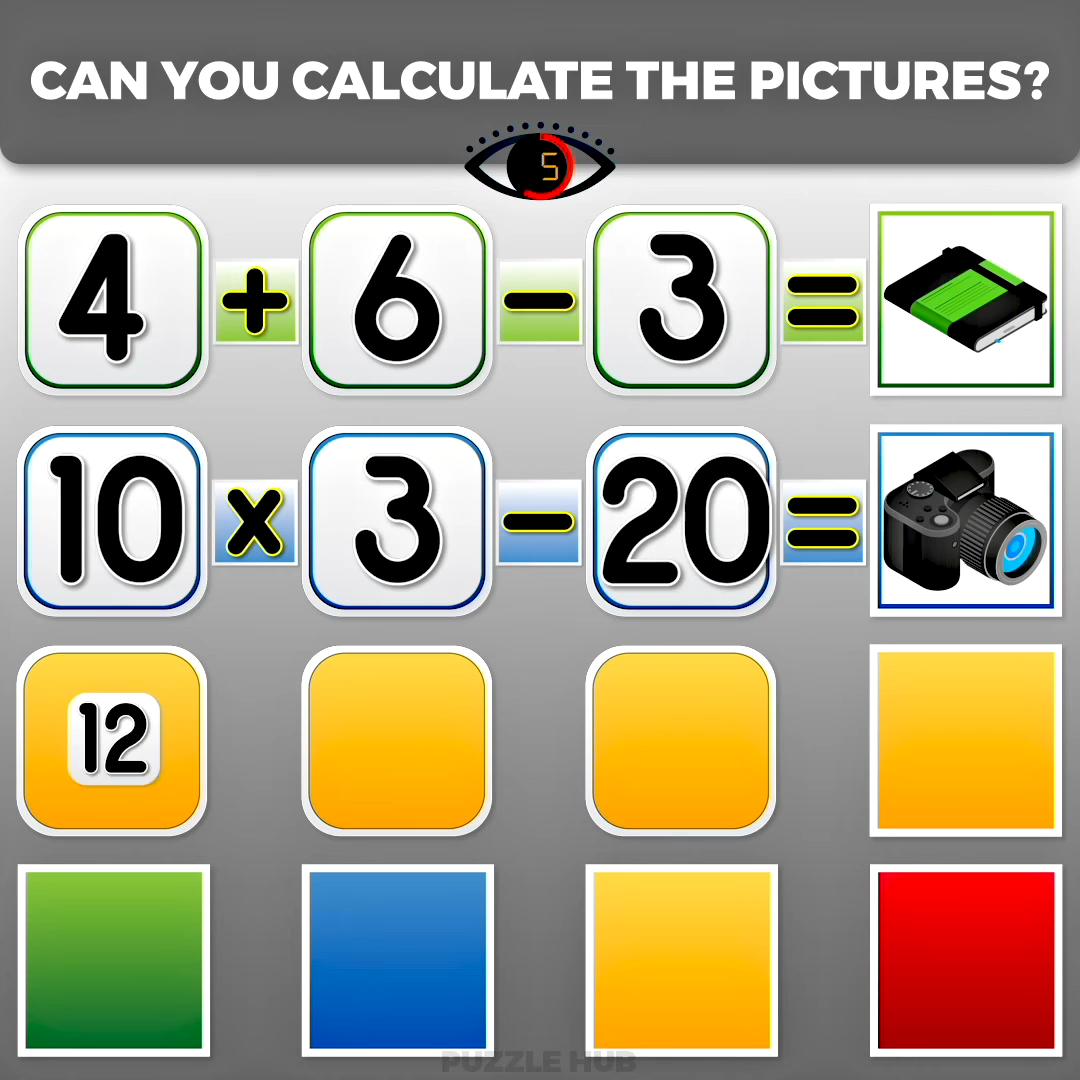 CAN YOU CALCULATE THE PICTURES?
5
4 + 6 − 3 =
10 x 3 − 20 =
12
PUZZLE HUB